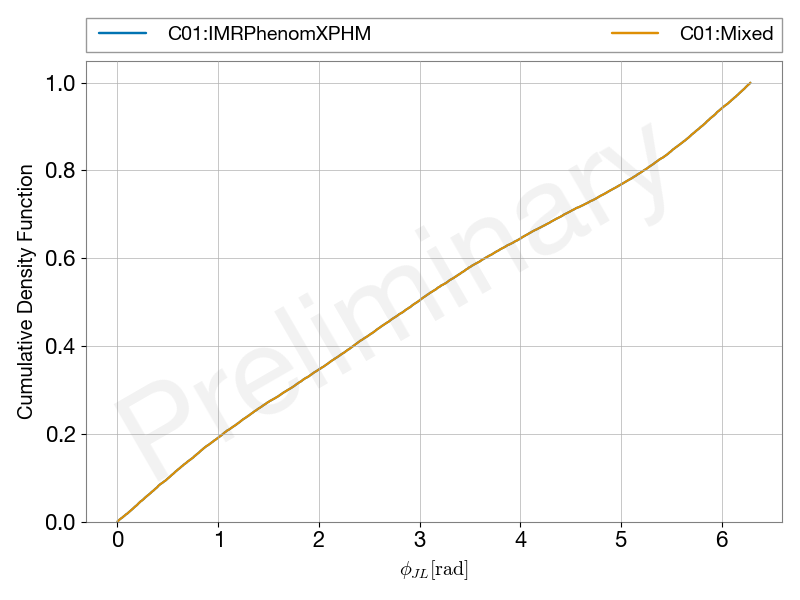 C01:IMRPhenomXPHM C01:Mixed
1.0
0.8
0.6
0.4
0.2
0.0
Cumulative Density Function
Preliminary
0 1 2 3 4 5 6
ϕ_JL[rad]